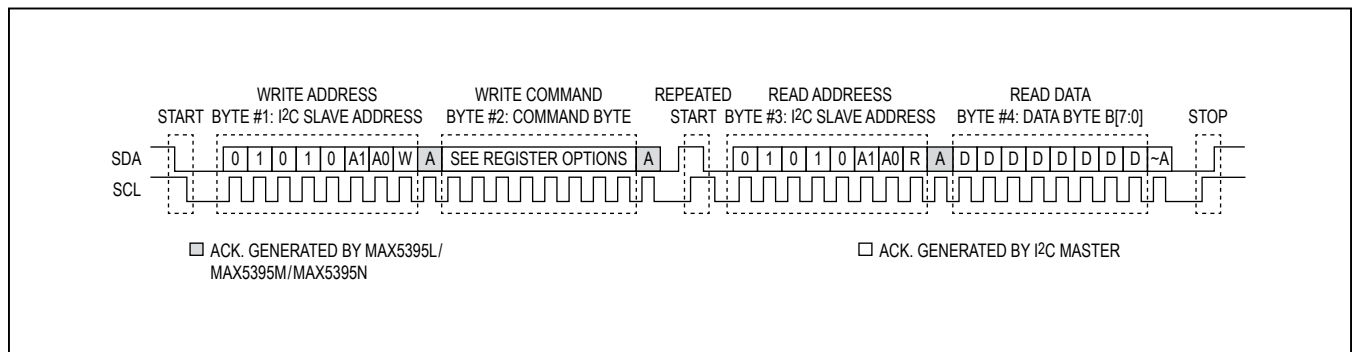 WRITE ADDRESS WRITE COMMAND REPEATED READ ADDREESS READ DATA
START BYTE #1: I2C SLAVE ADDRESS BYTE #2: COMMAND BYTE START BYTE #3: I2C SLAVE ADDRESS BYTE #4: DATA BYTE B[7:0] STOP
SDA 0 1 0 1 0 A1 A0 W A SEE REGISTER OPTIONS A 0 1 0 1 0 A1 A0 R A D D D D D D D D ~A
SCL
ACK. GENERATED BY MAX5395L/ ACK. GENERATED BY I2C MASTER
MAX5395M/MAX5395N